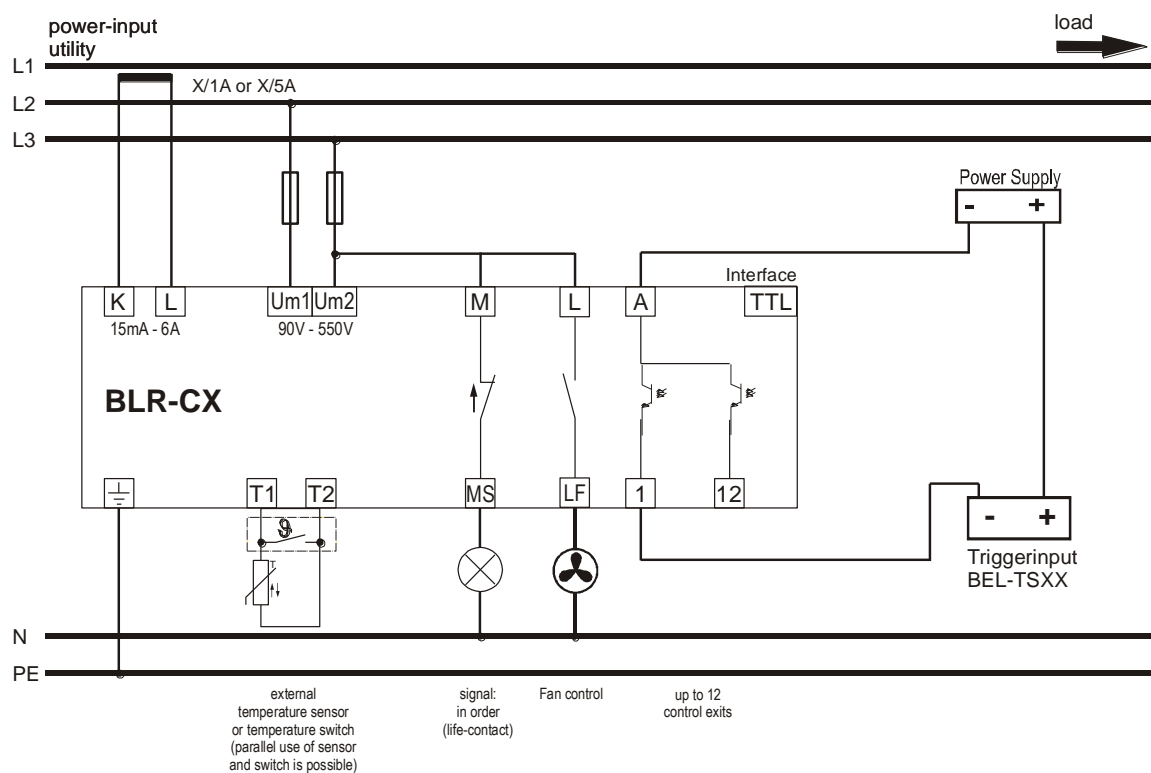 power-input
utility
load
L1
X/1A or X/5A
L2
L3
Power Supply
- +
Interface
K L Um1 Um2 M L A TTL
15mA - 6A 90V - 550V
BLR-CX
T1 T2 MS LF 1 12
- +
ϑ
Triggerinput
BEL-TSXX
T
N
PE
external
temperature sensor
or temperature switch
(parallel use of sensor
and switch is possible)
signal:
in order
(life-contact)
Fan control
up to 12
control exits